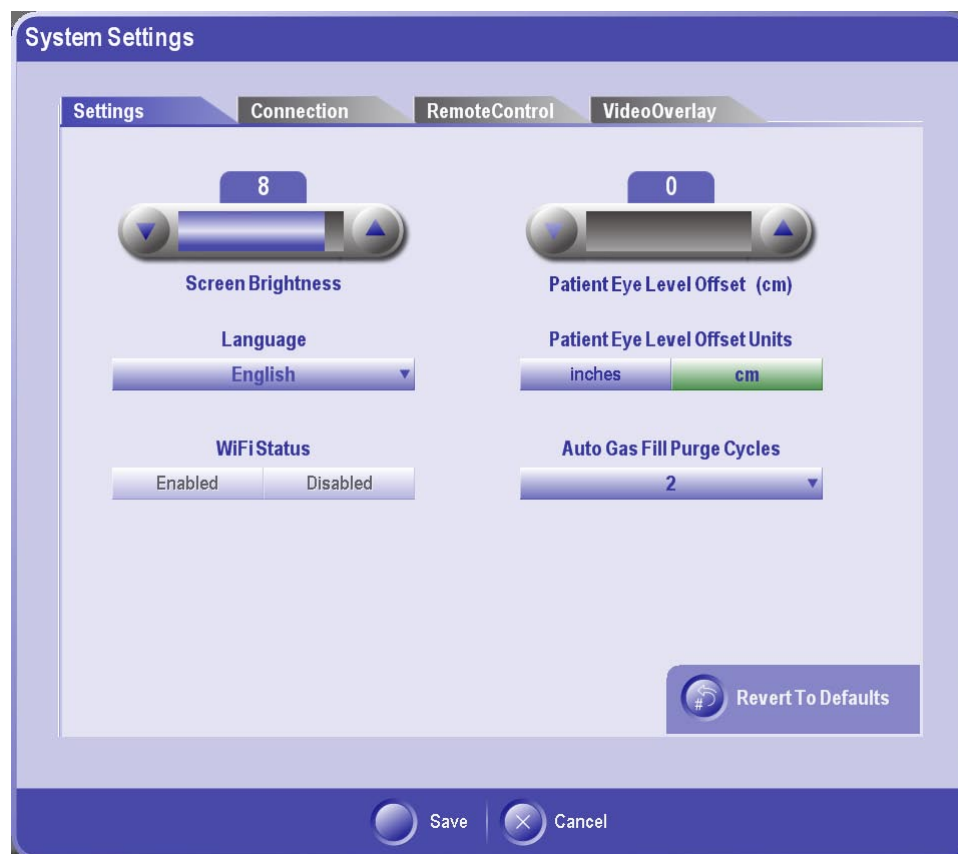 System Settings
Settings Connection RemoteControl VideoOverlay
8
Screen Brightness
0
Patient Eye Level Offset (cm)
Language
English
Patient Eye Level Offset Units
inches cm
WiFi Status
Enabled Disabled
Auto Gas Fill Purge Cycles
2
# Revert To Defaults
Save Cancel